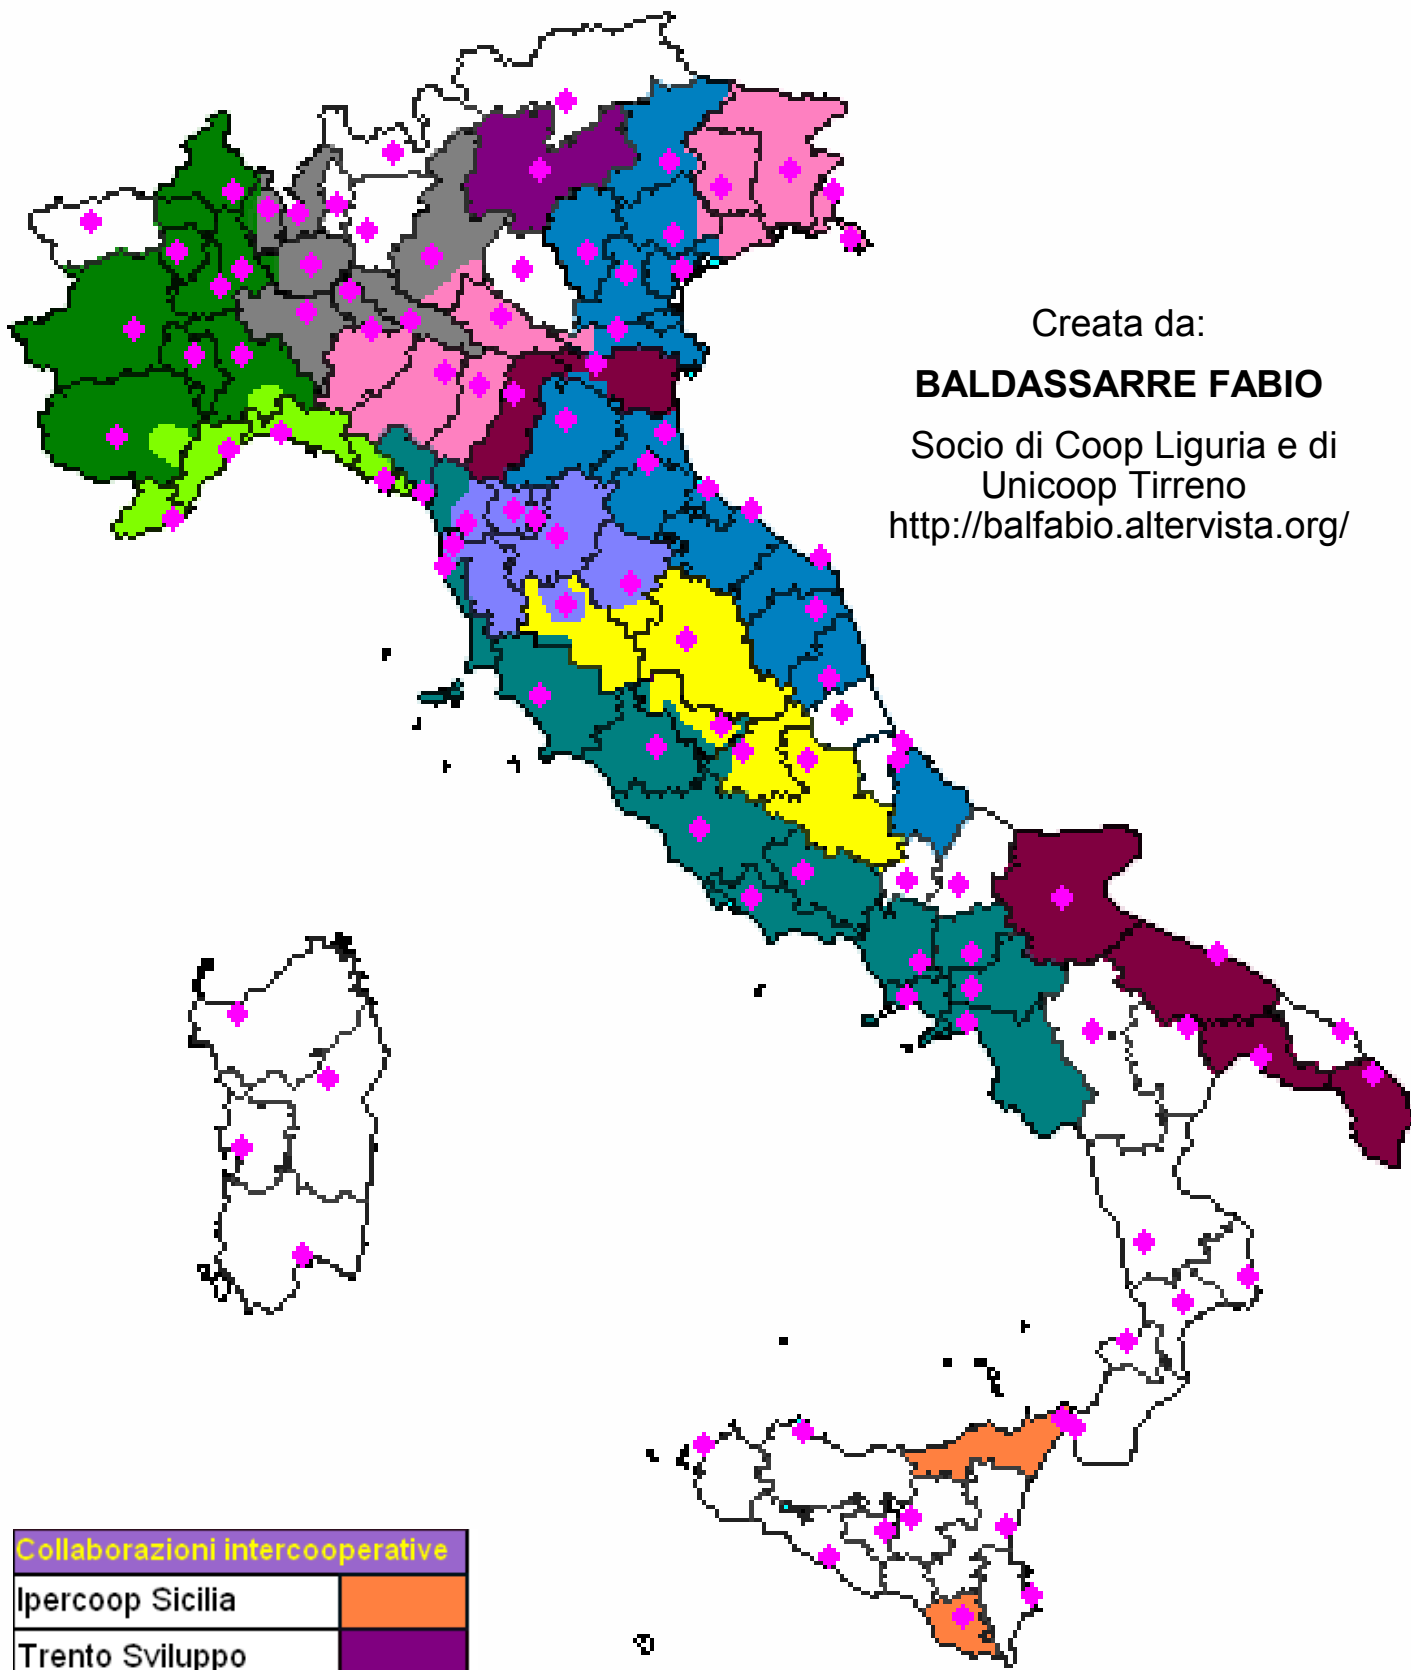 Creata da:
BALDASSARRE FABIO
Socio di Coop Liguria e di
Unicoop Tirreno
http://balfabio.altervista.org/
Collaborazioni intercooperative
Ipercoop Sicilia
Trento Sviluppo